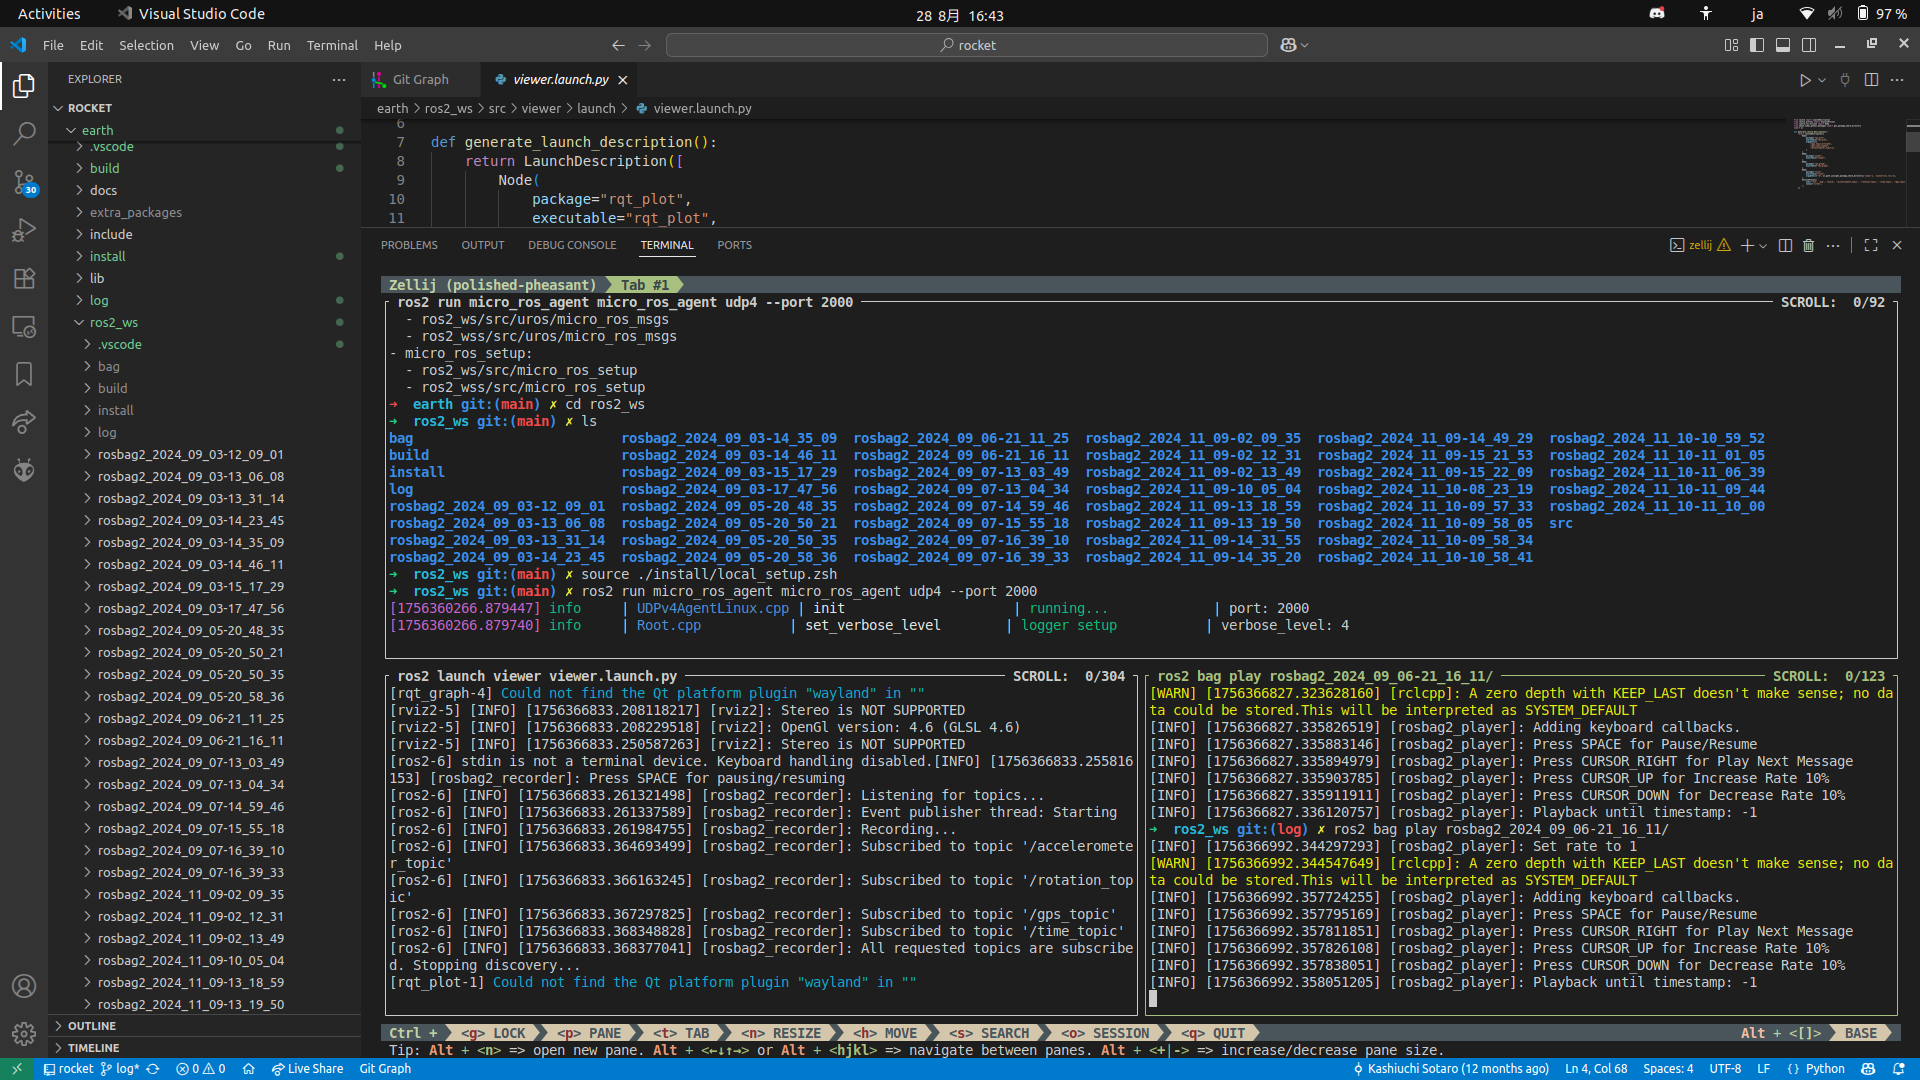 Activities
Visual Studio Code
28 8月 16:43
ja
97 %
File Edit Selection View Go Run Terminal Help
rocket
EXPLORER
ROCKET
earth
.vscode
build
docs
extra_packages
include
install
lib
log
ros2_ws
.vscode
bag
build
install
log
rosbag2_2024_09_03-12_09_01
rosbag2_2024_09_03-13_06_08
rosbag2_2024_09_03-13_31_14
rosbag2_2024_09_03-14_23_45
rosbag2_2024_09_03-14_35_09
rosbag2_2024_09_03-14_46_11
rosbag2_2024_09_03-15_17_29
rosbag2_2024_09_03-17_47_56
rosbag2_2024_09_05-20_48_35
rosbag2_2024_09_05-20_50_21
rosbag2_2024_09_05-20_50_35
rosbag2_2024_09_05-20_58_36
rosbag2_2024_09_06-21_11_25
rosbag2_2024_09_06-21_16_11
rosbag2_2024_09_07-13_03_49
rosbag2_2024_09_07-13_04_34
rosbag2_2024_09_07-14_59_46
rosbag2_2024_09_07-15_55_18
rosbag2_2024_09_07-16_39_10
rosbag2_2024_09_07-16_39_33
rosbag2_2024_11_09-02_09_35
rosbag2_2024_11_09-02_12_31
rosbag2_2024_11_09-02_13_49
rosbag2_2024_11_09-10_05_04
rosbag2_2024_11_09-13_18_59
rosbag2_2024_11_09-13_19_50
OUTLINE
TIMELINE
30
Git Graph
viewer.launch.py
earth > ros2_ws > src > viewer > launch > viewer.launch.py
6
7 def generate_launch_description():
8 return LaunchDescription([
9 Node(
10 package="rqt_plot",
11 executable="rqt_plot",
PROBLEMS OUTPUT DEBUG CONSOLE TERMINAL PORTS
zellij
Zellij (polished-pheasant) Tab #1
ros2 run micro_ros_agent micro_ros_agent udp4 --port 2000 SCROLL: 0/92
- ros2_ws/src/uros/micro_ros_msgs
- ros2_wss/src/uros/micro_ros_msgs
- micro_ros_setup:
- ros2_ws/src/micro_ros_setup
- ros2_wss/src/micro_ros_setup
➜ earth git:(main) ✗ cd ros2_ws
➜ ros2_ws git:(main) ✗ ls
bag rosbag2_2024_09_03-14_35_09 rosbag2_2024_09_06-21_11_25 rosbag2_2024_11_09-02_09_35 rosbag2_2024_11_09-14_49_29 rosbag2_2024_11_10-10_59_52
build rosbag2_2024_09_03-14_46_11 rosbag2_2024_09_06-21_16_11 rosbag2_2024_11_09-02_12_31 rosbag2_2024_11_09-15_21_53 rosbag2_2024_11_10-11_01_05
install rosbag2_2024_09_03-15_17_29 rosbag2_2024_09_07-13_03_49 rosbag2_2024_11_09-02_13_49 rosbag2_2024_11_09-15_22_09 rosbag2_2024_11_10-11_06_39
log rosbag2_2024_09_03-17_47_56 rosbag2_2024_09_07-13_04_34 rosbag2_2024_11_09-10_05_04 rosbag2_2024_11_10-08_23_19 rosbag2_2024_11_10-11_09_44
rosbag2_2024_09_03-12_09_01 rosbag2_2024_09_05-20_48_35 rosbag2_2024_09_07-14_59_46 rosbag2_2024_11_09-13_18_59 rosbag2_2024_11_10-09_57_33 rosbag2_2024_11_10-11_10_00
rosbag2_2024_09_03-13_06_08 rosbag2_2024_09_05-20_50_21 rosbag2_2024_09_07-15_55_18 rosbag2_2024_11_09-13_19_50 rosbag2_2024_11_10-09_58_05 src
rosbag2_2024_09_03-13_31_14 rosbag2_2024_09_05-20_50_35 rosbag2_2024_09_07-16_39_10 rosbag2_2024_11_09-14_31_55 rosbag2_2024_11_10-09_58_34
rosbag2_2024_09_03-14_23_45 rosbag2_2024_09_05-20_58_36 rosbag2_2024_09_07-16_39_33 rosbag2_2024_11_09-14_35_20 rosbag2_2024_11_10-10_58_41
➜ ros2_ws git:(main) ✗ source ./install/local_setup.zsh
➜ ros2_ws git:(main) ✗ ros2 run micro_ros_agent micro_ros_agent udp4 --port 2000
[1756360266.879447] info | UDPv4AgentLinux.cpp | init | running... | port: 2000
[1756360266.879740] info | Root.cpp | set_verbose_level | logger setup | verbose_level: 4
ros2 launch viewer viewer.launch.py SCROLL: 0/304
[rqt_graph-4] Could not find the Qt platform plugin "wayland" in ""
[rviz2-5] [INFO] [1756366833.208118217] [rviz2]: Stereo is NOT SUPPORTED
[rviz2-5] [INFO] [1756366833.208229518] [rviz2]: OpenGl version: 4.6 (GLSL 4.6)
[rviz2-5] [INFO] [1756366833.250587263] [rviz2]: Stereo is NOT SUPPORTED
[ros2-6] stdin is not a terminal device. Keyboard handling disabled.[INFO] [1756366833.255816
153] [rosbag2_recorder]: Press SPACE for pausing/resuming
[ros2-6] [INFO] [1756366833.261321498] [rosbag2_recorder]: Listening for topics...
[ros2-6] [INFO] [1756366833.261337589] [rosbag2_recorder]: Event publisher thread: Starting
[ros2-6] [INFO] [1756366833.261984755] [rosbag2_recorder]: Recording...
[ros2-6] [INFO] [1756366833.364693499] [rosbag2_recorder]: Subscribed to topic '/acceleromete
r_topic'
[ros2-6] [INFO] [1756366833.366163245] [rosbag2_recorder]: Subscribed to topic '/rotation_top
ic'
[ros2-6] [INFO] [1756366833.367297825] [rosbag2_recorder]: Subscribed to topic '/gps_topic'
[ros2-6] [INFO] [1756366833.368348828] [rosbag2_recorder]: Subscribed to topic '/time_topic'
[ros2-6] [INFO] [1756366833.368377041] [rosbag2_recorder]: All requested topics are subscribe
d. Stopping discovery...
[rqt_plot-1] Could not find the Qt platform plugin "wayland" in ""
ros2 bag play rosbag2_2024_09_06-21_16_11/ SCROLL: 0/123
[WARN] [1756366827.323628160] [rclcpp]: A zero depth with KEEP_LAST doesn't make sense; no da
ta could be stored.This will be interpreted as SYSTEM_DEFAULT
[INFO] [1756366827.335826519] [rosbag2_player]: Adding keyboard callbacks.
[INFO] [1756366827.335883146] [rosbag2_player]: Press SPACE for Pause/Resume
[INFO] [1756366827.335894979] [rosbag2_player]: Press CURSOR_RIGHT for Play Next Message
[INFO] [1756366827.335903785] [rosbag2_player]: Press CURSOR_UP for Increase Rate 10%
[INFO] [1756366827.335911911] [rosbag2_player]: Press CURSOR_DOWN for Decrease Rate 10%
[INFO] [1756366827.336120757] [rosbag2_player]: Playback until timestamp: -1
➜ ros2_ws git:(log) ✗ ros2 bag play rosbag2_2024_09_06-21_16_11/
[INFO] [1756366992.344297293] [rosbag2_player]: Set rate to 1
[WARN] [1756366992.344547649] [rclcpp]: A zero depth with KEEP_LAST doesn't make sense; no da
ta could be stored.This will be interpreted as SYSTEM_DEFAULT
[INFO] [1756366992.357724255] [rosbag2_player]: Adding keyboard callbacks.
[INFO] [1756366992.357795169] [rosbag2_player]: Press SPACE for Pause/Resume
[INFO] [1756366992.357811851] [rosbag2_player]: Press CURSOR_RIGHT for Play Next Message
[INFO] [1756366992.357826108] [rosbag2_player]: Press CURSOR_UP for Increase Rate 10%
[INFO] [1756366992.357838051] [rosbag2_player]: Press CURSOR_DOWN for Decrease Rate 10%
[INFO] [1756366992.358051205] [rosbag2_player]: Playback until timestamp: -1
Ctrl + <g> LOCK <p> PANE <t> TAB <n> RESIZE <h> MOVE <s> SEARCH <o> SESSION <q> QUIT Alt + <[]> BASE
Tip: Alt + <n> => open new pane. Alt + <←↓↑→> or Alt + <hjkl> => navigate between panes. Alt + <+|-> => increase/decrease pane size.
rocket log* 0 0 Live Share Git Graph Kashiuchi Sotaro (12 months ago) Ln 4, Col 68 Spaces: 4 UTF-8 LF {} Python